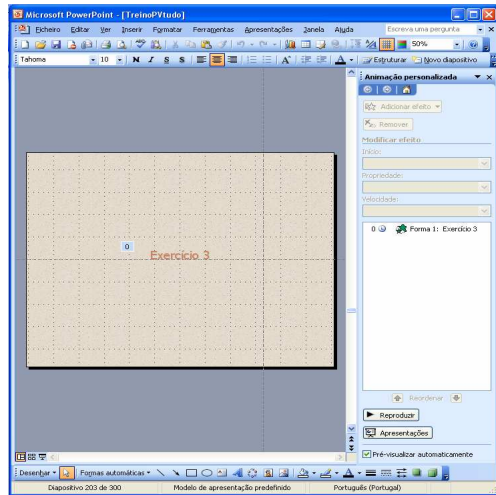 Microsoft PowerPoint - [TreinoPVtudo]
Ficheiro Editar Ver Inserir Formatar Ferramentas Apresentações Janela Ajuda Escreva uma pergunta
50%
Tahoma 10 N I S S Estruturar Novo diapositivo
Animação personalizada
Adicionar efeito
Remover
Modificar efeito
Início:
Propriedade:
Velocidade:
0 Forma 1: Exercício 3
0
Exercício 3
Reordenar
Reproduzir
Apresentações
Pré-visualizar automaticamente
Desenhar Formas automáticas
Diapositivo 203 de 300 Modelo de apresentação predefinido Português (Portugal)